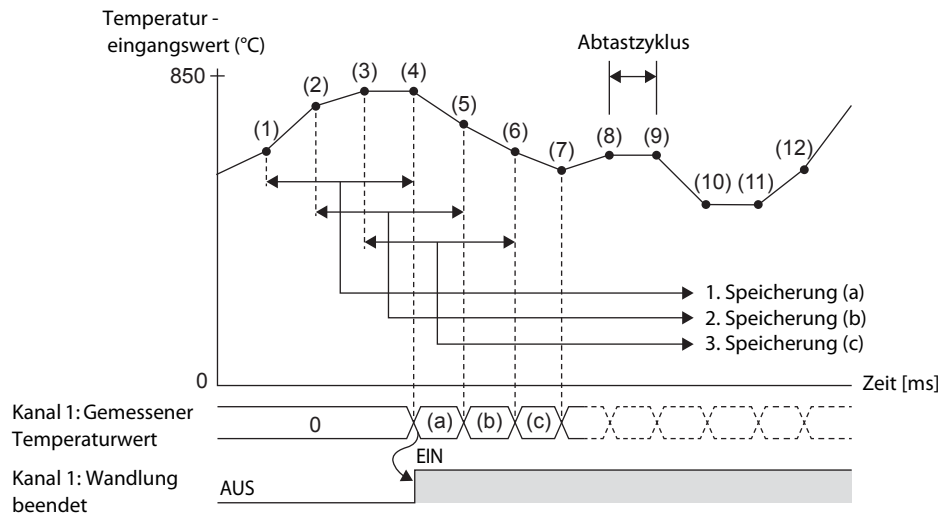 Temperatur -
eingangswert (°C)
Abtastzyklus
850
(1)
(2)
(3)
(4)
(5)
(6)
(7)
(8)
(9)
(10)
(11)
(12)
1. Speicherung (a)
2. Speicherung (b)
3. Speicherung (c)
0
Zeit [ms]
Kanal 1: Gemessener
Temperaturwert
0
(a)
(b)
(c)
EIN
Kanal 1: Wandlung
beendet
AUS